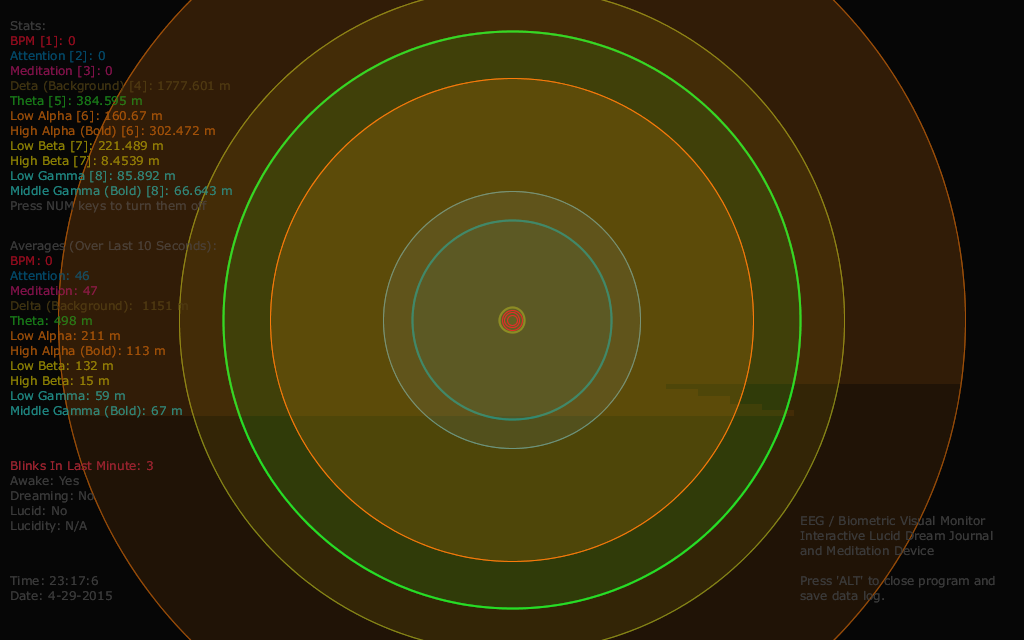 Stats:
BPM [1]: 0
Attention [2]: 0
Meditation [3]: 0
Deta (Background) [4]: 1777.601 m
Theta [5]: 384.595 m
Low Alpha [6]: 160.67 m
High Alpha (Bold) [6]: 302.472 m
Low Beta [7]: 221.489 m
High Beta [7]: 8.4539 m
Low Gamma [8]: 85.892 m
Middle Gamma (Bold) [8]: 66.643 m
Press NUM keys to turn them off
Averages (Over Last 10 Seconds):
BPM: 0
Attention: 46
Meditation: 47
Delta (Background): 1151 m
Theta: 498 m
Low Alpha: 211 m
High Alpha (Bold): 113 m
Low Beta: 132 m
High Beta: 15 m
Low Gamma: 59 m
Middle Gamma (Bold): 67 m
Blinks In Last Minute: 3
Awake: Yes
Dreaming: No
Lucid: No
Lucidity: N/A
Time: 23:17:6
Date: 4-29-2015
EEG / Biometric Visual Monitor
Interactive Lucid Dream Journal
and Meditation Device
Press 'ALT' to close program and
save data log.